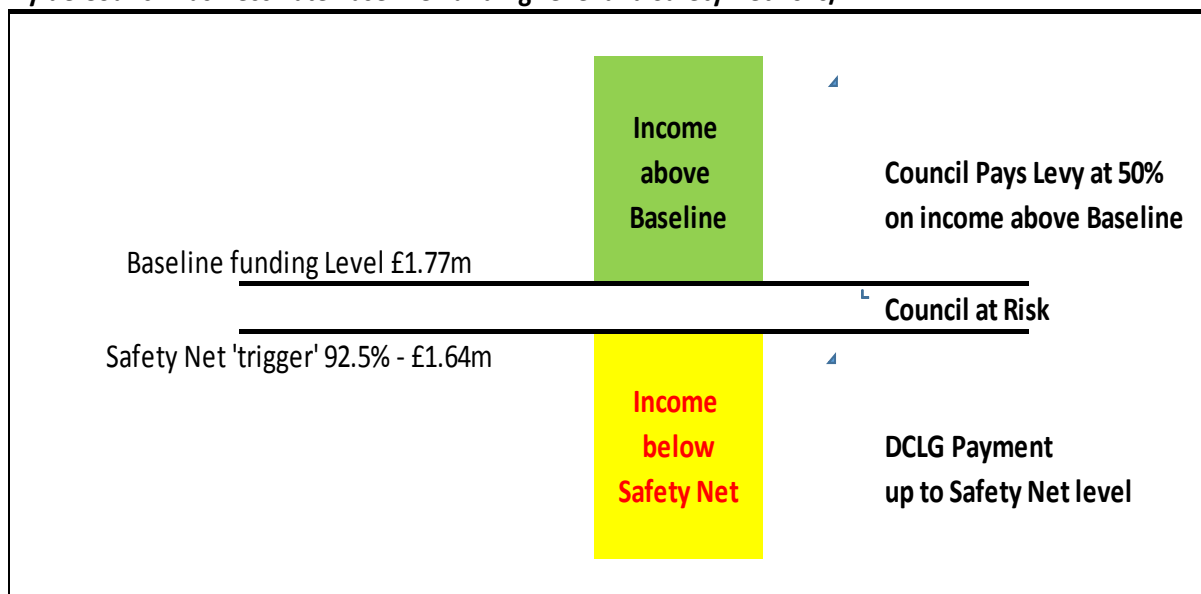 Income
above
Baseline
Council Pays Levy at 50%
on income above Baseline
Baseline funding Level £1.77m
Council at Risk
Safety Net 'trigger' 92.5% - £1.64m
Income
below
Safety Net
DCLG Payment
up to Safety Net level